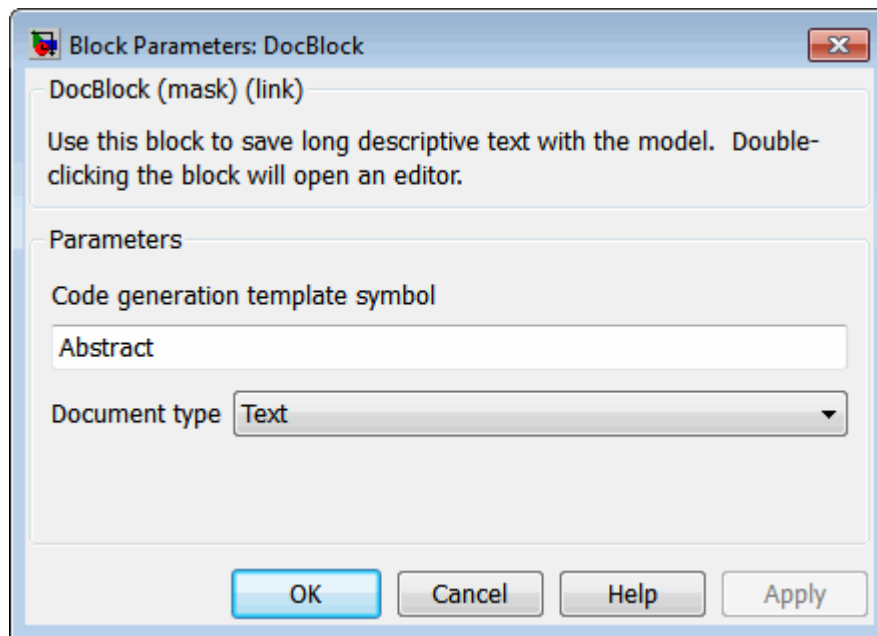 Block Parameters: DocBlock
DocBlock (mask) (link)
Use this block to save long descriptive text with the model.  Double-
clicking the block will open an editor.
Parameters
Code generation template symbol
Abstract
Document type Text
OK Cancel Help Apply